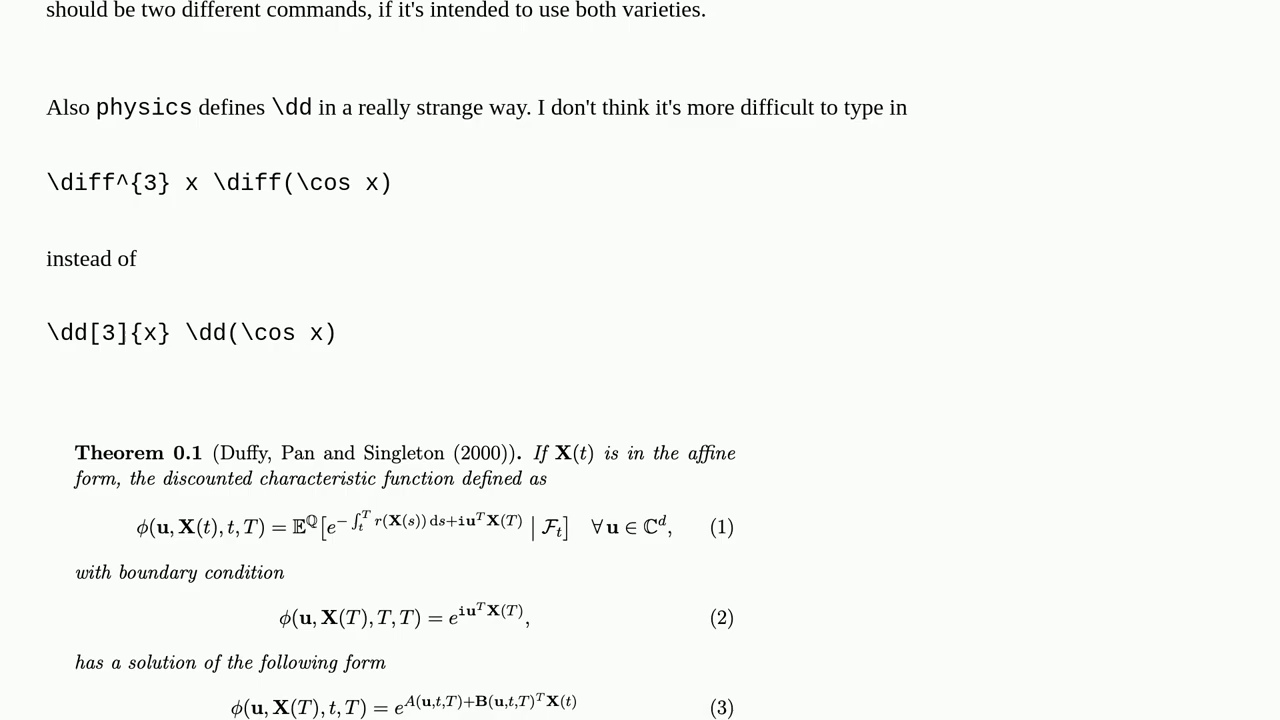 should be two different commands, if it's intended to use both varieties.
Also physics defines \dd in a really strange way. I don't think it's more difficult to type in
\diff^{3} x \diff(\cos x)
instead of
\dd[3]{x} \dd(\cos x)
Theorem 0.1 (Duffy, Pan and Singleton (2000)). If X(t) is in the affine
form, the discounted characteristic function defined as
ϕ(u, X(t), t, T) = 𝔼^ℚ[e^{−∫_t^T r(X(s)) ds+iu^T X(T)} | ℱ_t] ∀ u ∈ ℂ^d, (1)
with boundary condition
ϕ(u, X(T), T, T) = e^{iu^T X(T)}, (2)
has a solution of the following form
ϕ(u, X(T), t, T) = e^{A(u,t,T)+B(u,t,T)^T X(t)} (3)